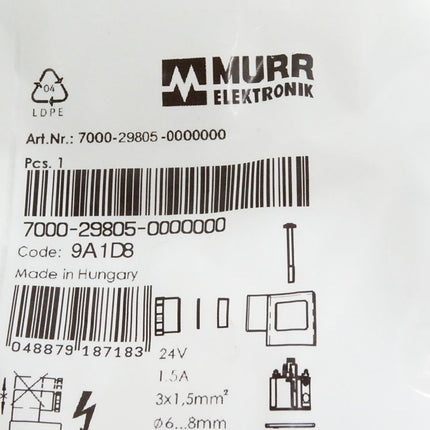 MURR
ELEKTRONIK
04
LDPE
Art.Nr.: 7000-29805-0000000
Pcs. 1
7000-29805-0000000
Code: 9A1D8
Made in Hungary
048879 187183
24V
1.5A
3x1,5mm²
Ø6...8mm